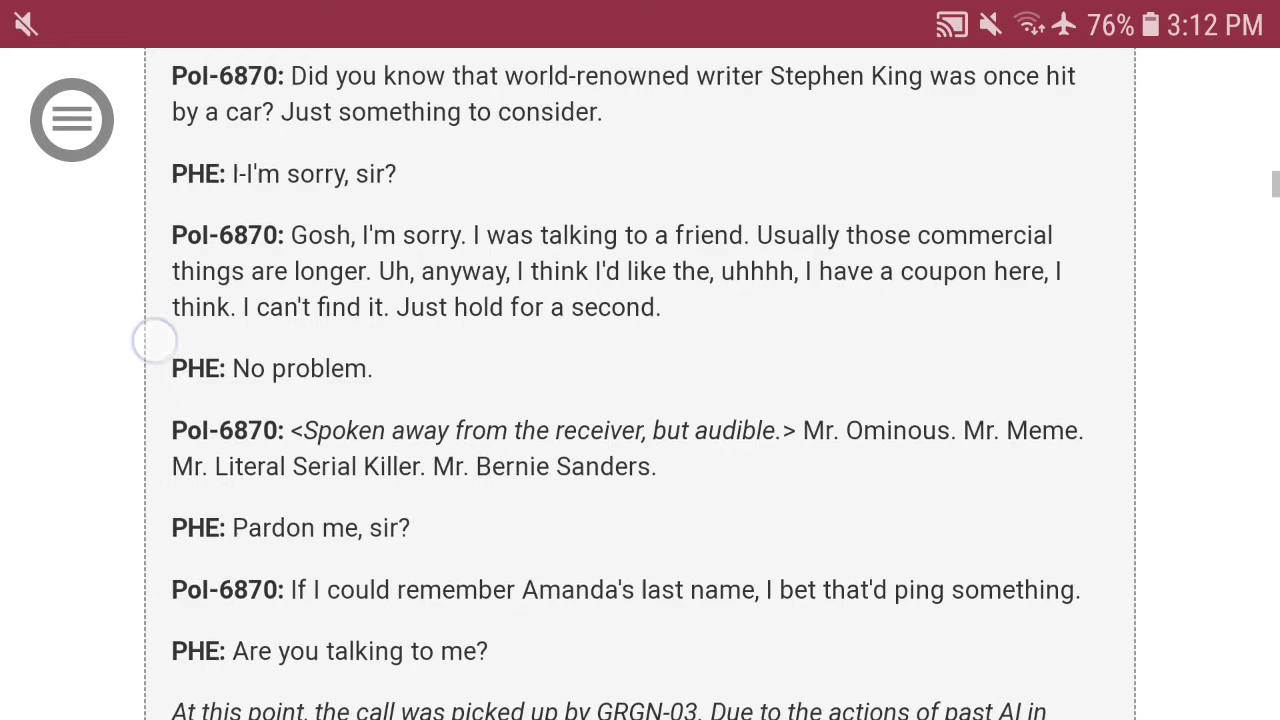 76% 3:12 PM
PoI-6870: Did you know that world-renowned writer Stephen King was once hit
by a car? Just something to consider.
PHE: I-I'm sorry, sir?
PoI-6870: Gosh, I'm sorry. I was talking to a friend. Usually those commercial
things are longer. Uh, anyway, I think I'd like the, uhhhh, I have a coupon here, I
think. I can't find it. Just hold for a second.
PHE: No problem.
PoI-6870: <Spoken away from the receiver, but audible.> Mr. Ominous. Mr. Meme.
Mr. Literal Serial Killer. Mr. Bernie Sanders.
PHE: Pardon me, sir?
PoI-6870: If I could remember Amanda's last name, I bet that'd ping something.
PHE: Are you talking to me?
At this point, the call was picked up by GRGN-03. Due to the actions of past AI in